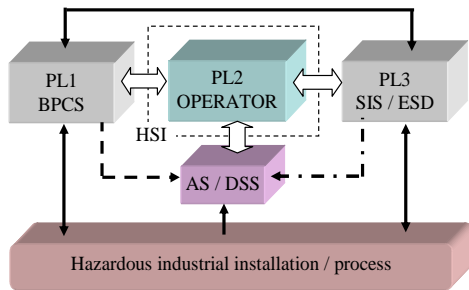 PL1
BPCS
PL2
OPERATOR
PL3
SIS / ESD
HSI
AS / DSS
Hazardous industrial installation / process